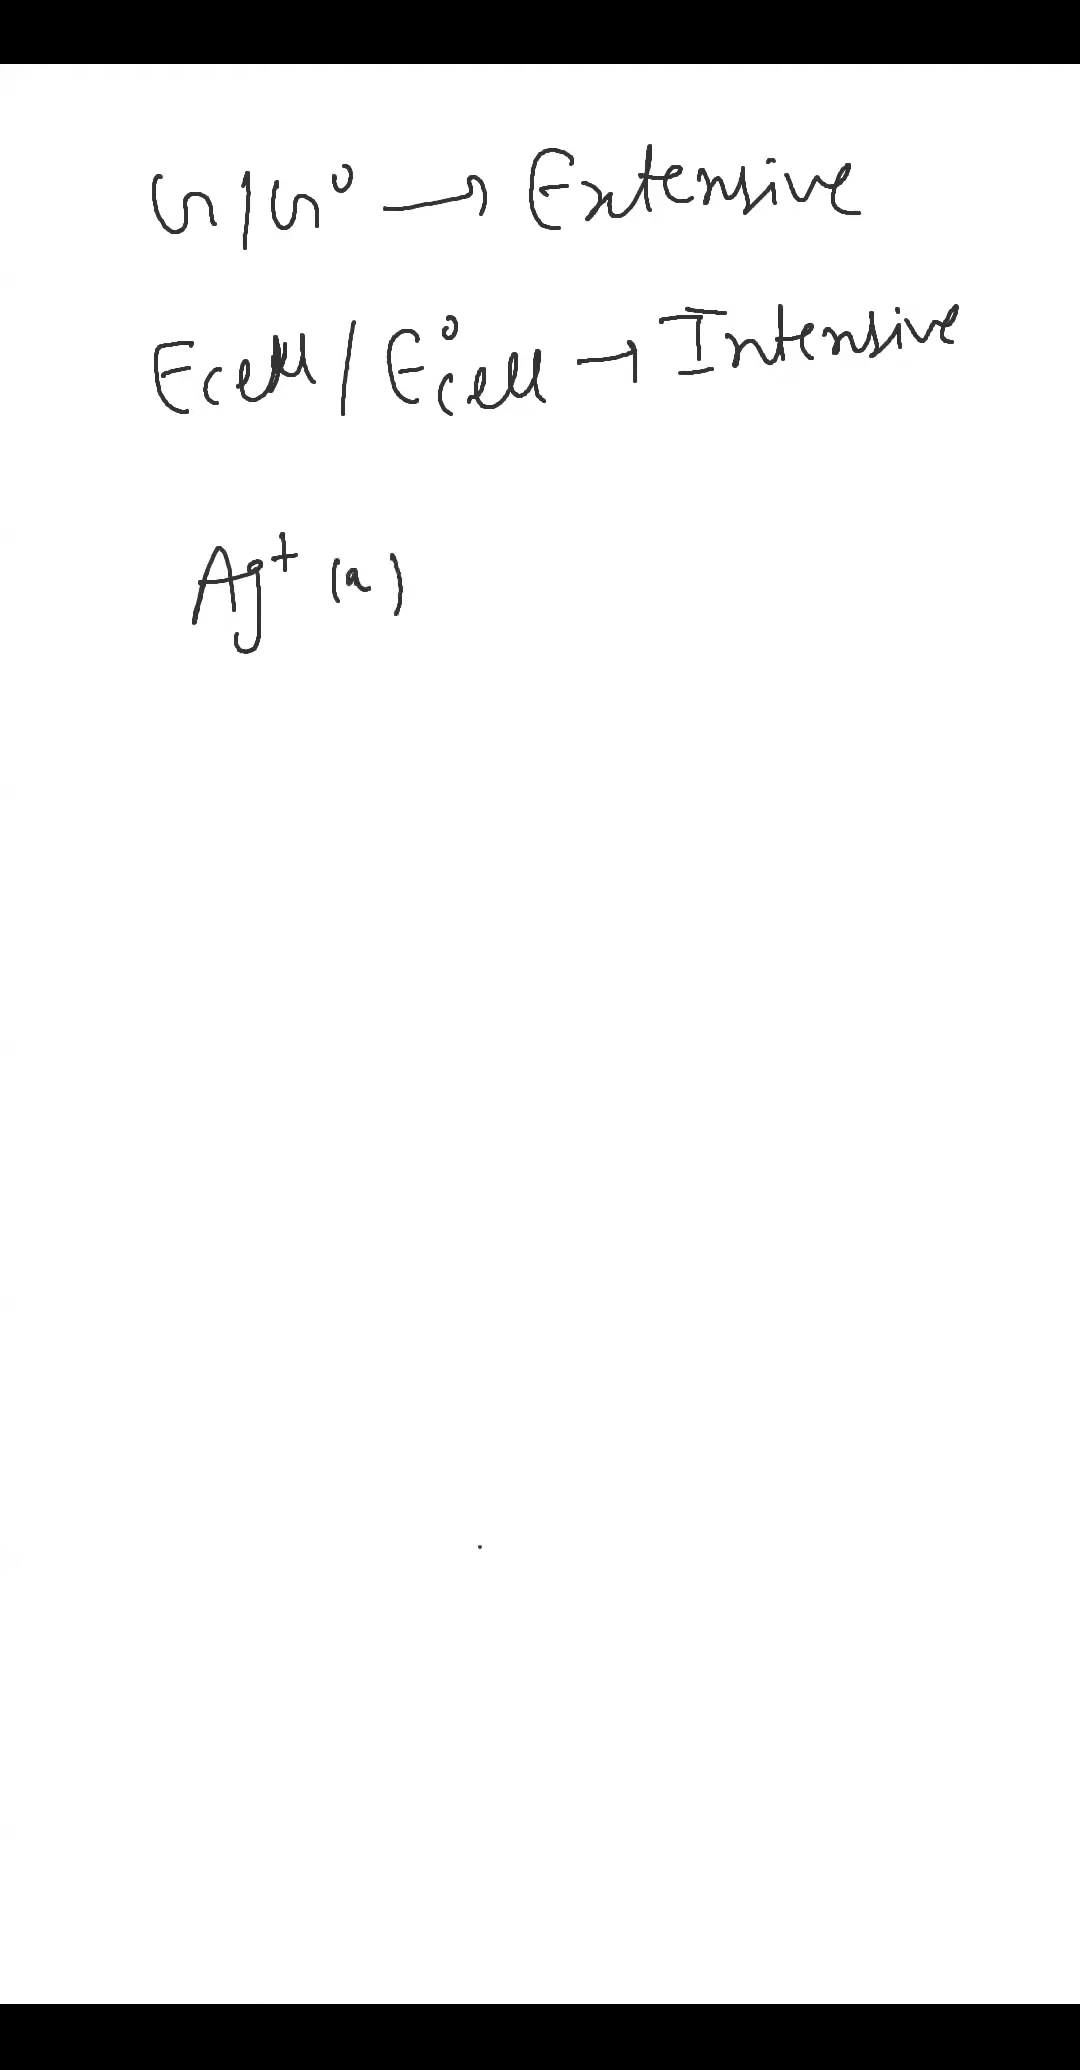 G/G° → Extensive
Ecell/E°cell → Intensive
Ag⁺ (a)